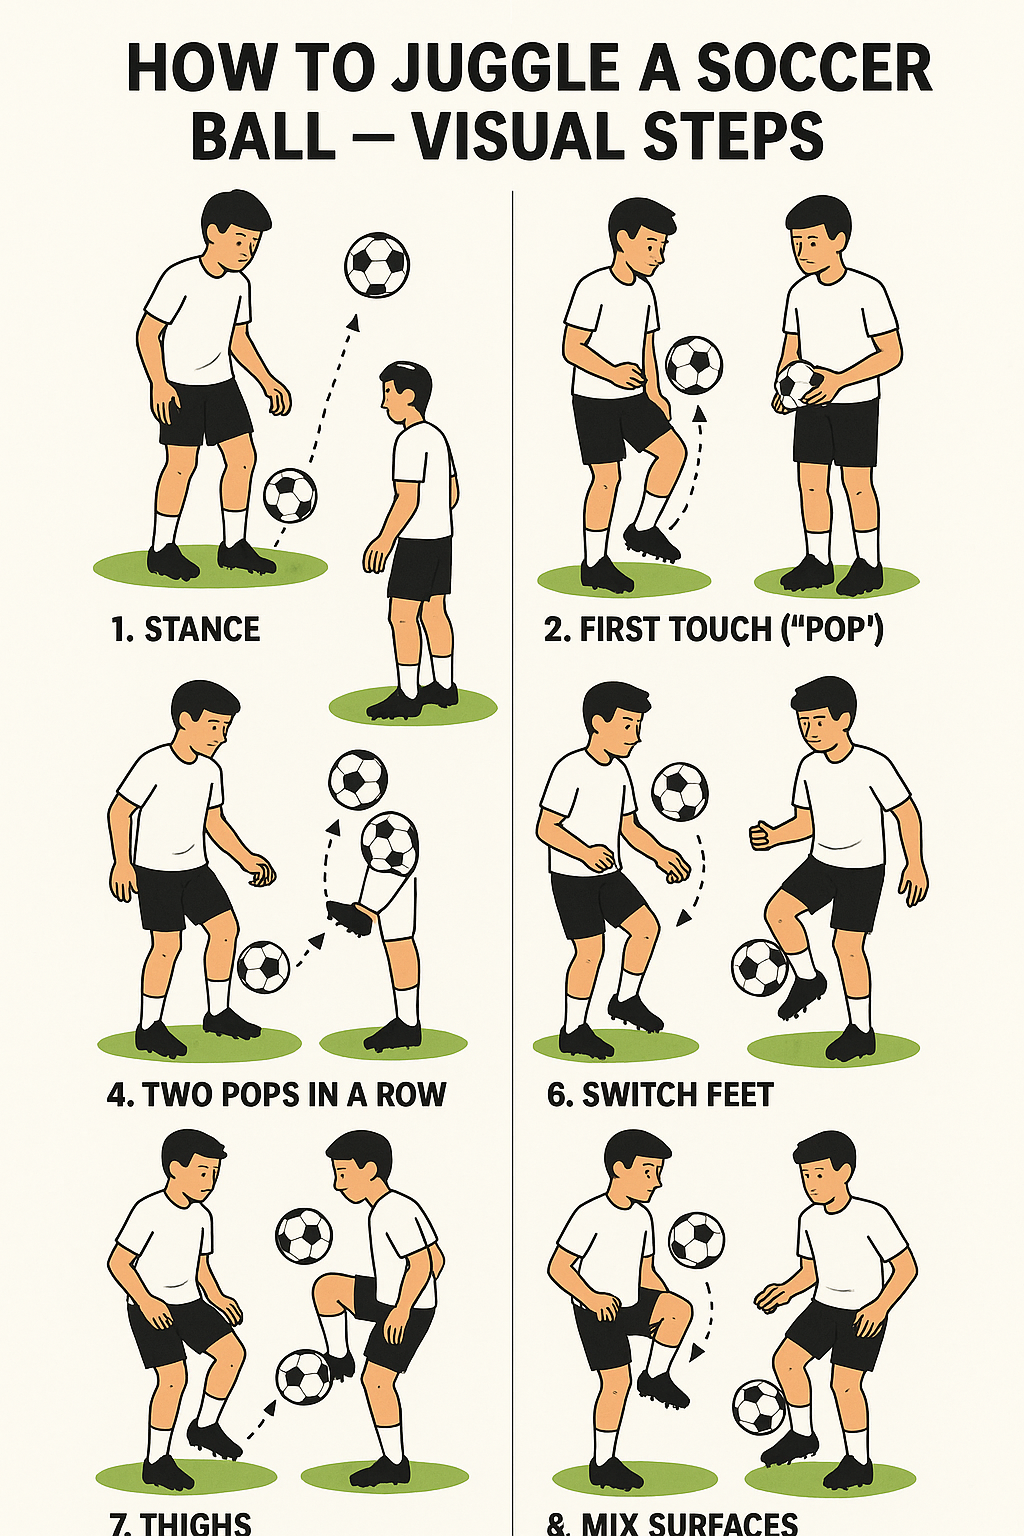 HOW TO JUGGLE A SOCCER
BALL — VISUAL STEPS
1. STANCE
2. FIRST TOUCH (“POP')
4. TWO POPS IN A ROW
6. SWITCH FEET
7. THIGHS
&. MIX SURFACES